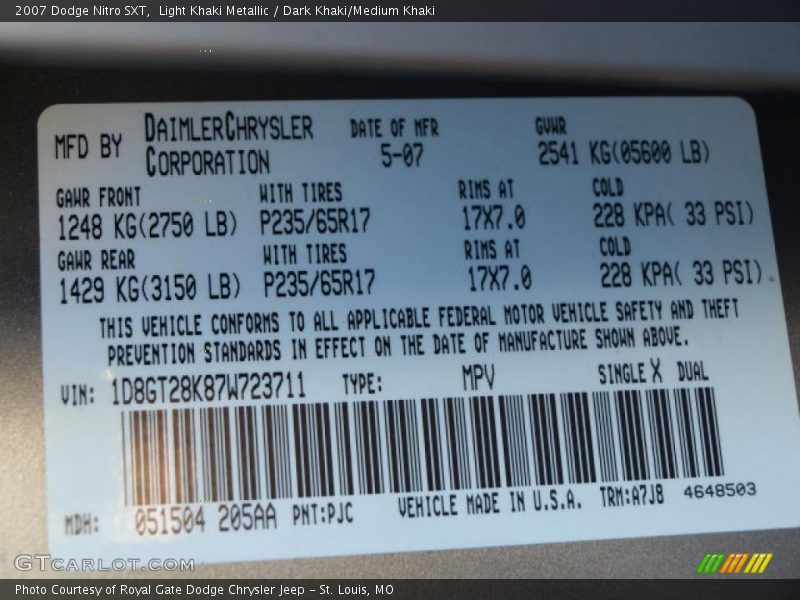 2007 Dodge Nitro SXT,  Light Khaki Metallic / Dark Khaki/Medium Khaki
MFD BY DAIMLERCHRYSLER CORPORATION DATE OF MFR 5-07 GVWR 2541 KG(05600 LB)
GAWR FRONT WITH TIRES RIMS AT COLD
1248 KG(2750 LB) P235/65R17 17X7.0 228 KPA( 33 PSI)
GAWR REAR WITH TIRES RIMS AT COLD
1429 KG(3150 LB) P235/65R17 17X7.0 228 KPA( 33 PSI)
THIS VEHICLE CONFORMS TO ALL APPLICABLE FEDERAL MOTOR VEHICLE SAFETY AND THEFT
PREVENTION STANDARDS IN EFFECT ON THE DATE OF MANUFACTURE SHOWN ABOVE.
VIN: 1D8GT28K87W723711 TYPE: MPV SINGLE X DUAL
MDH: 051504 205AA PNT:PJC VEHICLE MADE IN U.S.A. TRM:A7J8 4648503
GTCARLOT.COM
Photo Courtesy of Royal Gate Dodge Chrysler Jeep - St. Louis, MO